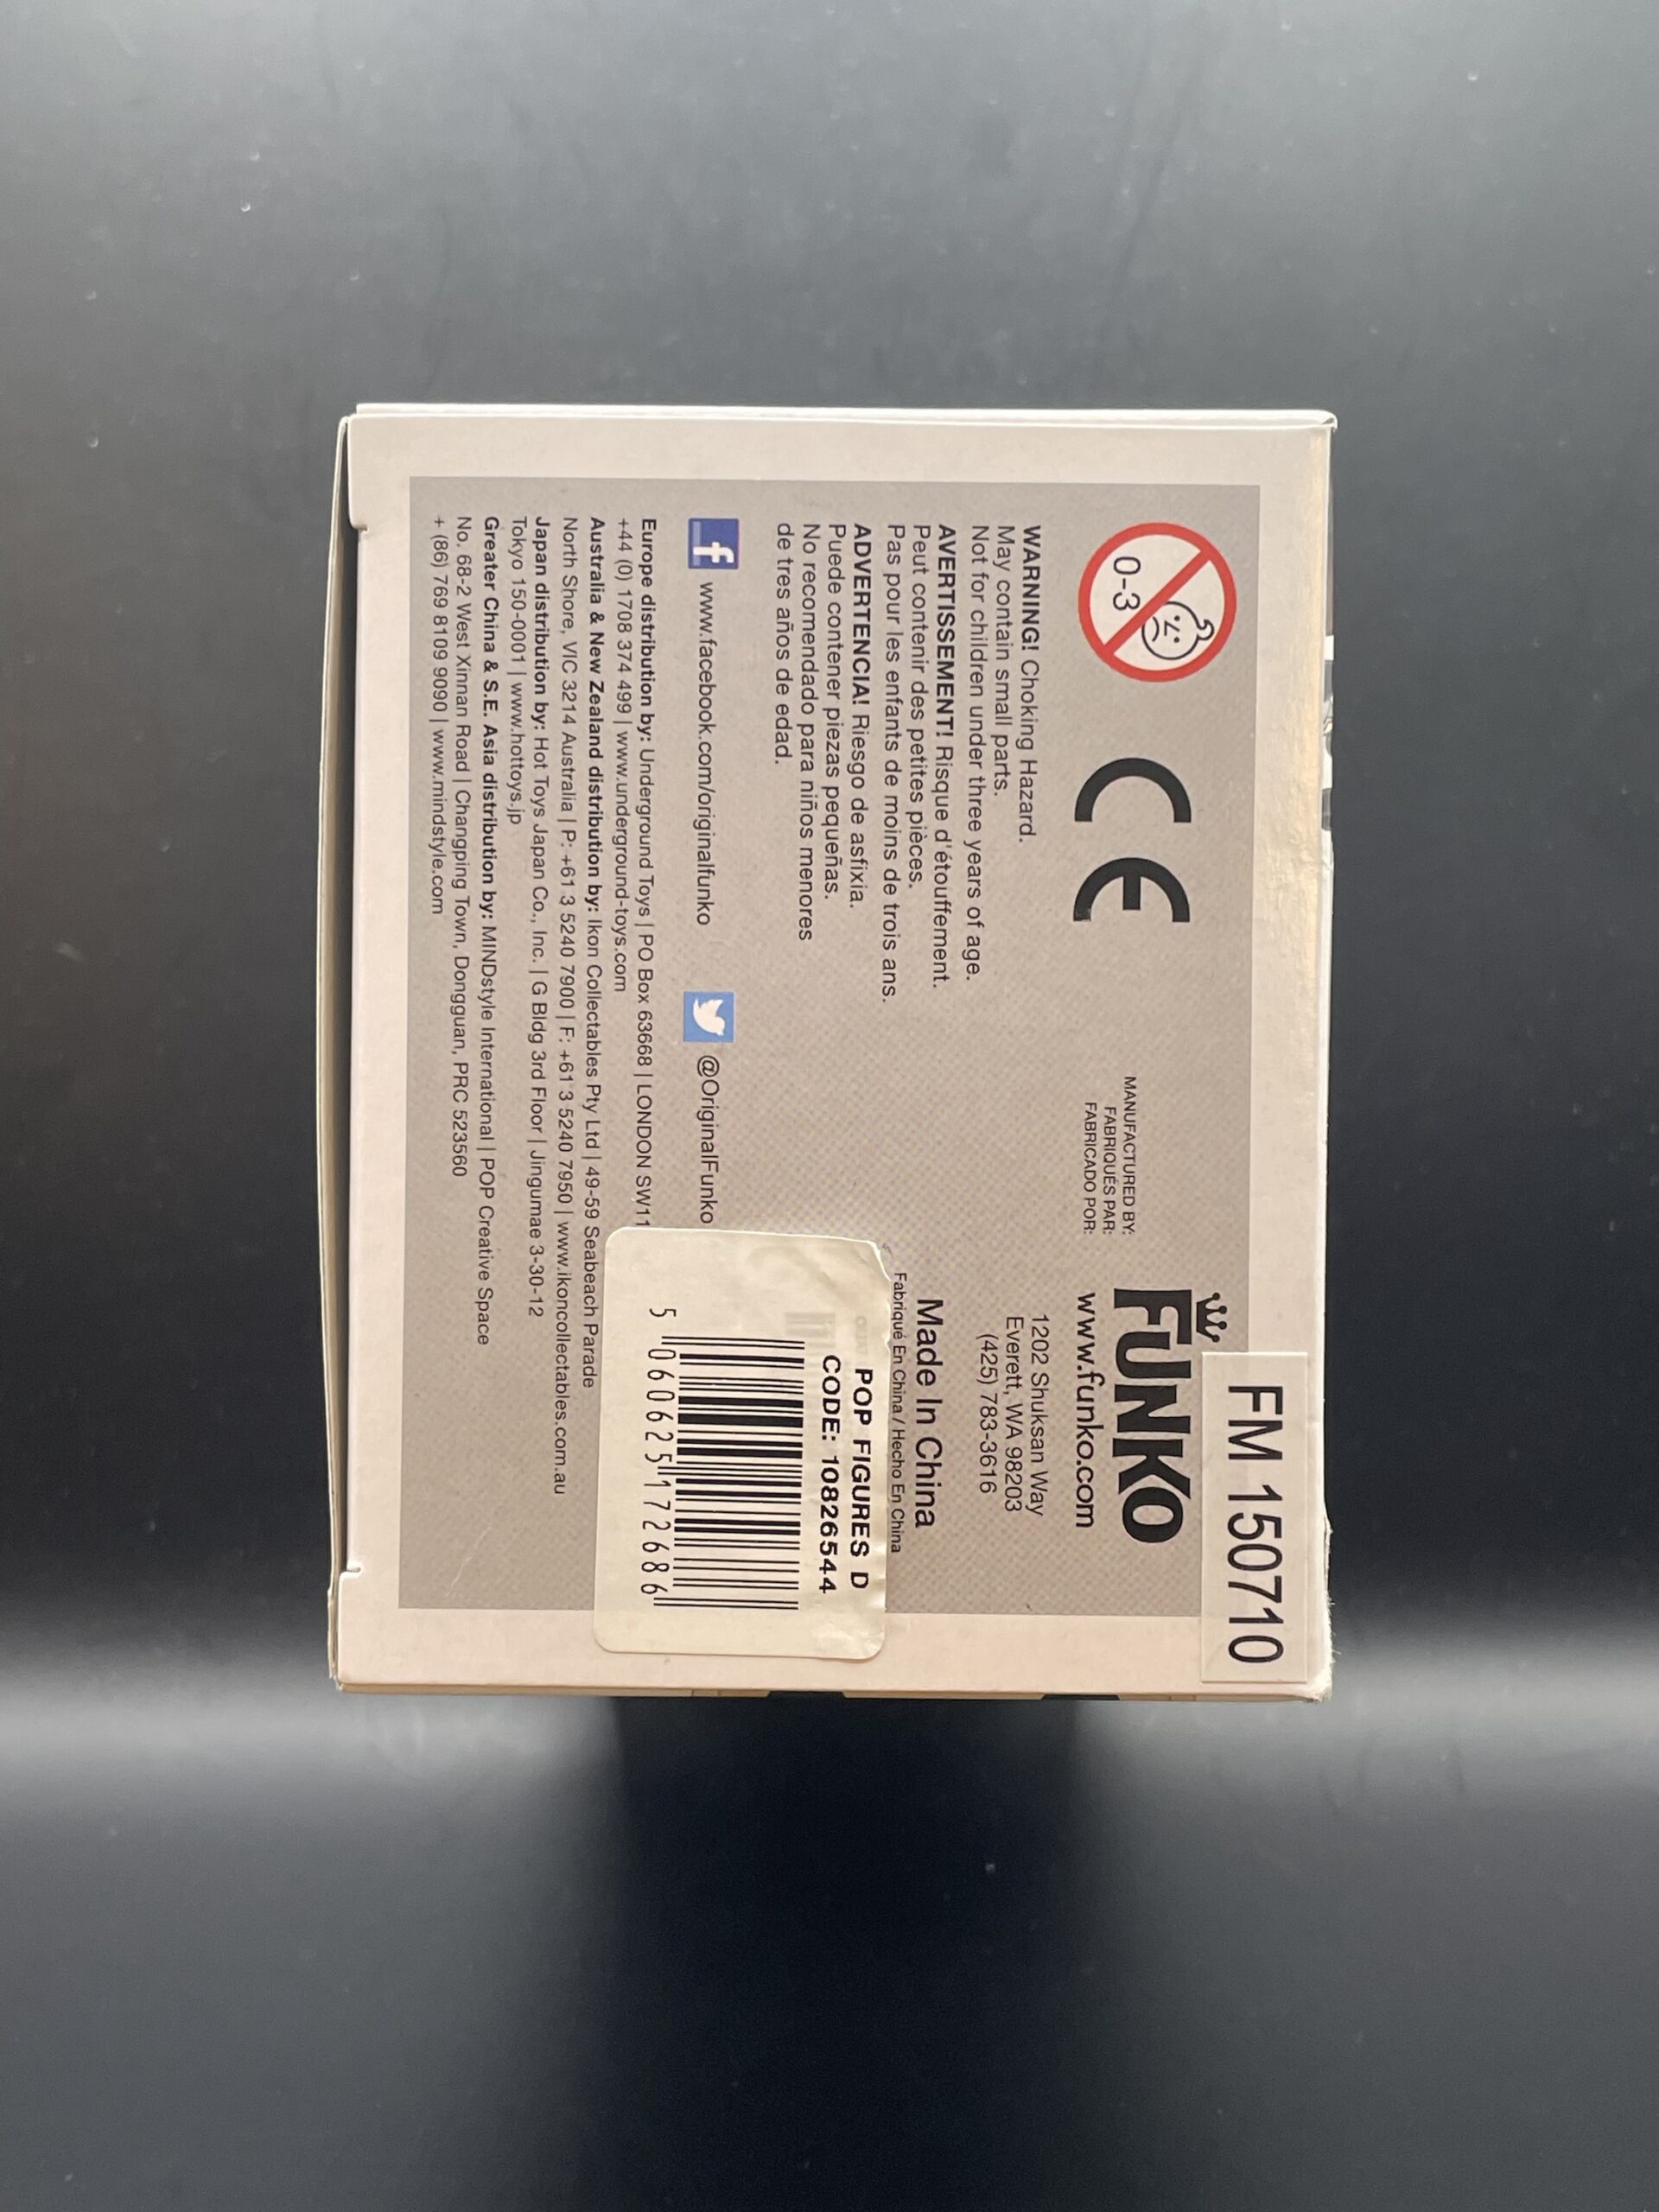 FM 150710
0-3
CE
MANUFACTURED BY:
FABRIQUÉS PAR:
FABRICADO POR:
FUNKO
www.funko.com
1202 Shuksan Way
Everett, WA 98203
(425) 783-3616
Made In China
Fabriqué En China / Hecho En China
WARNING! Choking Hazard.
May contain small parts.
Not for children under three years of age.
AVERTISSEMENT! Risque d'étouffement.
Peut contenir des petites pièces.
Pas pour les enfants de moins de trois ans.
ADVERTENCIA! Riesgo de asfixia.
Puede contener piezas pequeñas.
No recomendado para niños menores
de tres años de edad.
POP FIGURES D
CODE: 10826544
5 060625 172686
www.facebook.com/originalfunko
@OriginalFunko
Europe distribution by: Underground Toys | PO Box 63668 | LONDON SW11
+44 (0) 1708 374 499 | www.underground-toys.com
Australia & New Zealand distribution by: Ikon Collectables Pty Ltd | 49-59 Seabeach Parade
North Shore, VIC 3214 Australia | P: +61 3 5240 7900 | F: +61 3 5240 7950 | www.ikoncollectables.com.au
Japan distribution by: Hot Toys Japan Co., Inc. | G Bldg 3rd Floor | Jingumae 3-30-12
Tokyo 150-0001 | www.hottoys.jp
Greater China & S.E. Asia distribution by: MINDstyle International | POP Creative Space
No. 68-2 West Xinnan Road | Changping Town, Dongguan, PRC 523560
+ (86) 769 8109 9090 | www.mindstyle.com